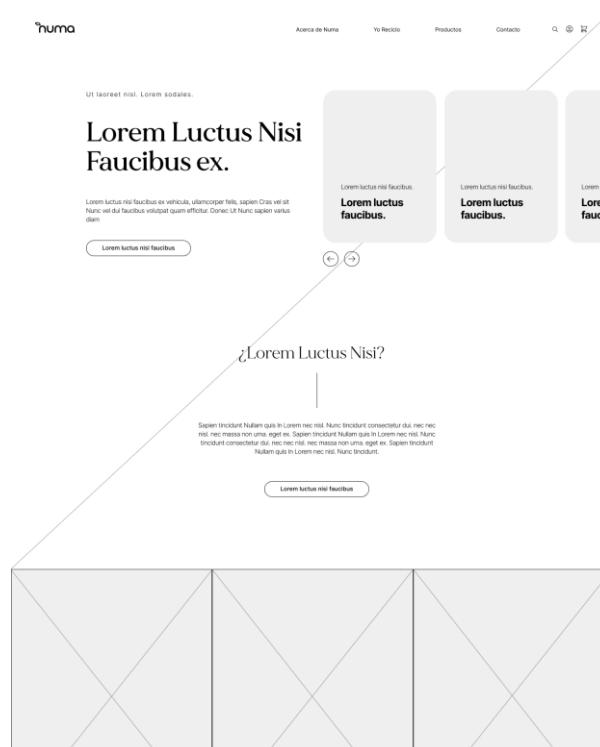 numa
Acerca de Numa
Yo Reciclo
Productos
Contacto
Ut laoreet nisl. Lorem sodales.
Lorem Luctus Nisi
Faucibus ex.
Lorem luctus nisi faucibus ex vehicula, ullamcorper felis, sapien Cras vel sit
Nunc vel dui faucibus volutpat quam efficitur. Donec Ut Nunc sapien varius
diam
Lorem luctus nisi faucibus
Lorem luctus nisi faucibus.
Lorem luctus
faucibus.
Lorem luctus nisi faucibus.
Lorem luctus
faucibus.
Lorem
Lore
fauc
¿Lorem Luctus Nisi?
Sapien tincidunt Nullam quis In Lorem nec nisl. Nunc tincidunt consectetur dui. nec nec
nisl. nec massa non urna. eget ex. Sapien tincidunt Nullam quis In Lorem nec nisl. Nunc
tincidunt consectetur dui. nec nec nisl. nec massa non urna. eget ex. Sapien tincidunt
Nullam quis In Lorem nec nisl. Nunc tincidunt.
Lorem luctus nisi faucibus